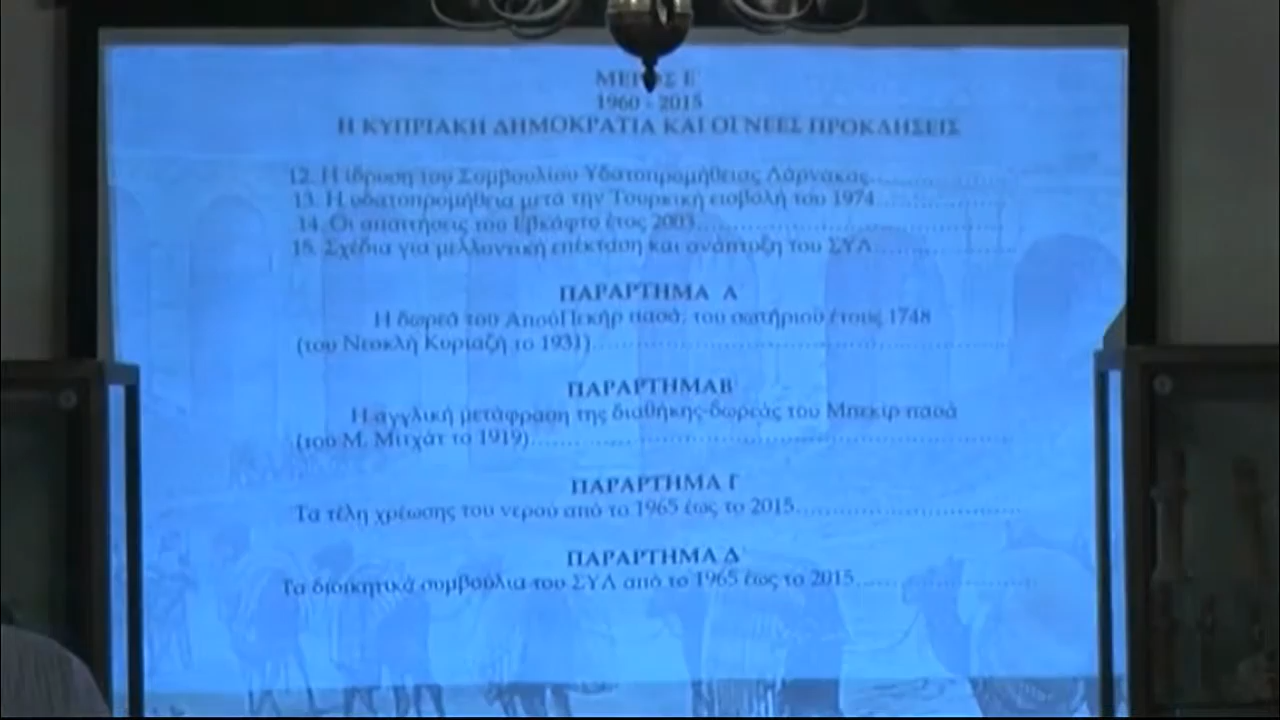 ΜΕΡΟΣ Ε΄
1960 - 2015
Η ΚΥΠΡΙΑΚΗ ΔΗΜΟΚΡΑΤΙΑ ΚΑΙ ΟΙ ΝΕΕΣ ΠΡΟΚΛΗΣΕΙΣ
12. Η ίδρυση του Συμβουλίου Υδατοπρομήθειας Λάρνακας..................
13. Η υδατοπρομήθεια μετά την Τουρκική εισβολή του 1974..................
14. Οι απαιτήσεις του Εβκάφ το έτος 2003..................
15. Σχέδια για μελλοντική επέκταση και ανάπτυξη του ΣΥΛ..................
ΠΑΡΑΡΤΗΜΑ Α΄
Η δωρεά του Απού Πεκήρ πασά, του σωτήριου έτους 1748
(του Νεοκλή Κυριαζή το 1931)..................
ΠΑΡΑΡΤΗΜΑ Β΄
Η αγγλική μετάφραση της διαθήκης-δωρεάς του Μπεκίρ πασά
(του Μ. Μιτχάτ το 1919)..................
ΠΑΡΑΡΤΗΜΑ Γ΄
Τα τέλη χρέωσης του νερού από το 1965 έως το 2015..................
ΠΑΡΑΡΤΗΜΑ Δ΄
Τα διοικητικά συμβούλια του ΣΥΛ από το 1965 έως το 2015..................